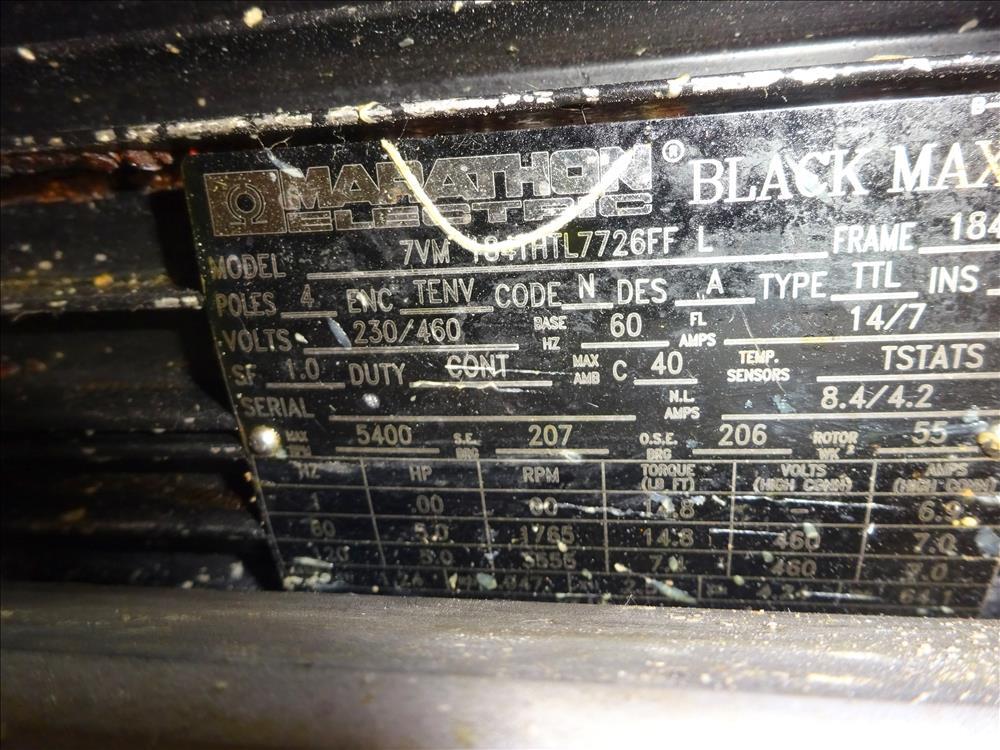 B-
MARATHON ® BLACK MAX
ELECTRIC
MODEL 7VM 184THTL7726FF L FRAME 184
POLES 4 ENC TENV CODE N DES A TYPE TTL INS
VOLTS 230/460 BASE HZ 60 FL AMPS 14/7
SF 1.0 DUTY CONT MAX AMB C 40 TEMP. SENSORS TSTATS
SERIAL N.L. AMPS 8.4/4.2
MAX 5400 S.E. BRG 207 O.S.E. BRG 206 ROTOR WK² 55
HZ HP RPM TORQUE (LB FT) VOLTS (HIGH CONN) AMPS (HIGH CONN)
1 .00 00 14.8 - 6.9
60 5.0 1765 14.8 460 7.0
120 5.0 460 7.0